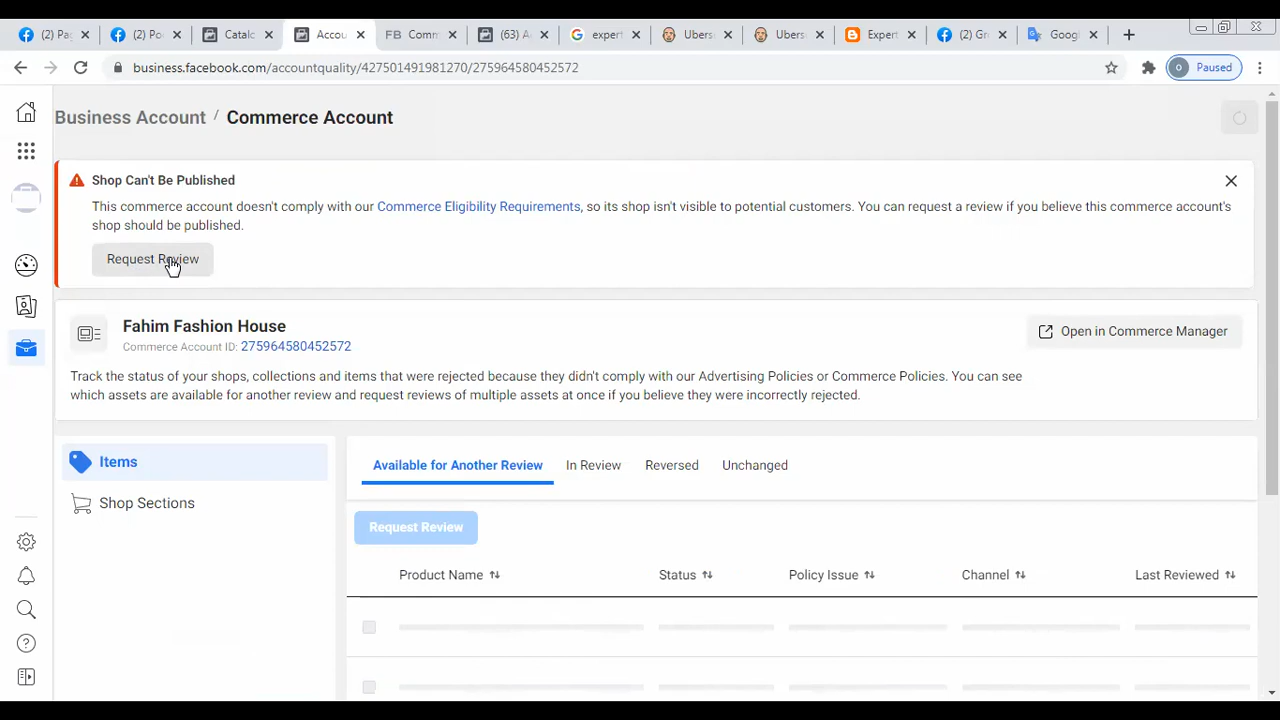 (2) Pa
(2) Po
Catalc
Accou
FB Comm
(63) A
expert
Ubers
Ubers
Expert
(2) Gr
Googl
business.facebook.com/accountquality/427501491981270/275964580452572
O Paused
Business Account / Commerce Account
Shop Can't Be Published
This commerce account doesn't comply with our Commerce Eligibility Requirements, so its shop isn't visible to potential customers. You can request a review if you believe this commerce account's
shop should be published.
Request Review
Fahim Fashion House
Commerce Account ID: 275964580452572
Open in Commerce Manager
Track the status of your shops, collections and items that were rejected because they didn't comply with our Advertising Policies or Commerce Policies. You can see
which assets are available for another review and request reviews of multiple assets at once if you believe they were incorrectly rejected.
Items
Shop Sections
Available for Another Review In Review Reversed Unchanged
Request Review
Product Name Status Policy Issue Channel Last Reviewed